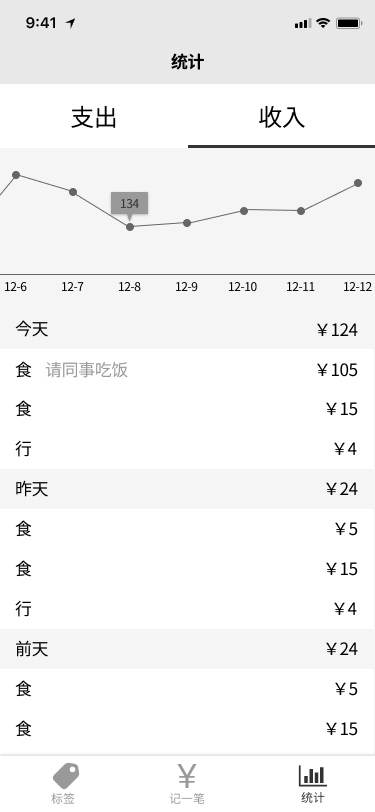 9:41
统计
支出 收入
134
12-6 12-7 12-8 12-9 12-10 12-11 12-12
今天 ￥124
食 请同事吃饭 ￥105
食 ￥15
行 ￥4
昨天 ￥24
食 ￥5
食 ￥15
行 ￥4
前天 ￥24
食 ￥5
食 ￥15
¥
标签 记一笔 统计